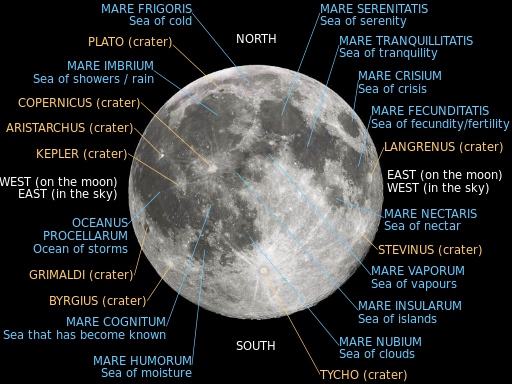 MARE FRIGORIS
Sea of cold
PLATO (crater)
MARE IMBRIUM
Sea of showers / rain
COPERNICUS (crater)
ARISTARCHUS (crater)
KEPLER (crater)
WEST (on the moon)
EAST (in the sky)
OCEANUS
PROCELLARUM
Ocean of storms
GRIMALDI (crater)
BYRGIUS (crater)
MARE COGNITUM
Sea that has become known
MARE HUMORUM
Sea of moisture
NORTH
SOUTH
MARE SERENITATIS
Sea of serenity
MARE TRANQUILLITATIS
Sea of tranquility
MARE CRISIUM
Sea of crisis
MARE FECUNDITATIS
Sea of fecundity/fertility
LANGRENUS (crater)
EAST (on the moon)
WEST (in the sky)
MARE NECTARIS
Sea of nectar
STEVINUS (crater)
MARE VAPORUM
Sea of vapours
MARE INSULARUM
Sea of islands
MARE NUBIUM
Sea of clouds
TYCHO (crater)